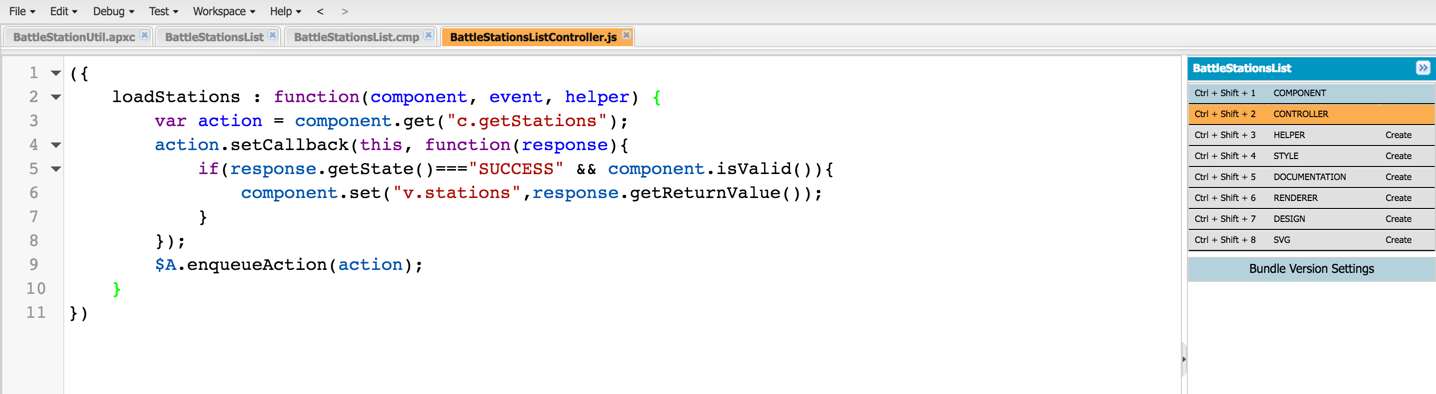 File Edit Debug Test Workspace Help < >
BattleStationUtil.apxc BattleStationsList BattleStationsList.cmp BattleStationsListController.js
1 ({
2 loadStations : function(component, event, helper) {
3 var action = component.get("c.getStations");
4 action.setCallback(this, function(response){
5 if(response.getState()==="SUCCESS" && component.isValid()){
6 component.set("v.stations",response.getReturnValue());
7 }
8 });
9 $A.enqueueAction(action);
10 }
11 })
BattleStationsList
Ctrl + Shift + 1 COMPONENT
Ctrl + Shift + 2 CONTROLLER
Ctrl + Shift + 3 HELPER Create
Ctrl + Shift + 4 STYLE Create
Ctrl + Shift + 5 DOCUMENTATION Create
Ctrl + Shift + 6 RENDERER Create
Ctrl + Shift + 7 DESIGN Create
Ctrl + Shift + 8 SVG Create
Bundle Version Settings